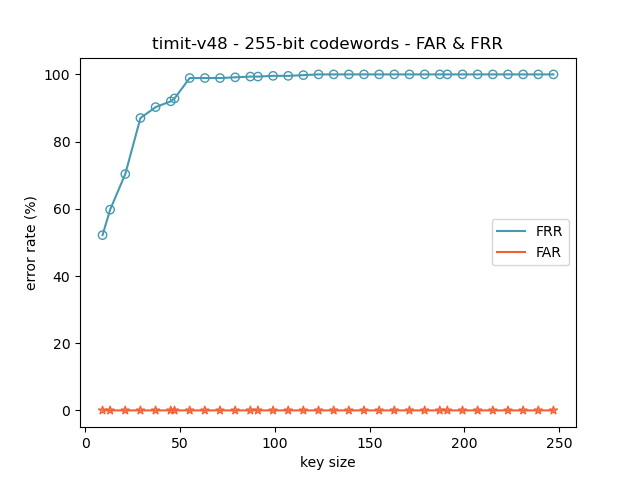 timit-v48 - 255-bit codewords - FAR & FRR
error rate (%)
100
80
60
40
20
0
FRR
FAR
0 50 100 150 200 250
key size